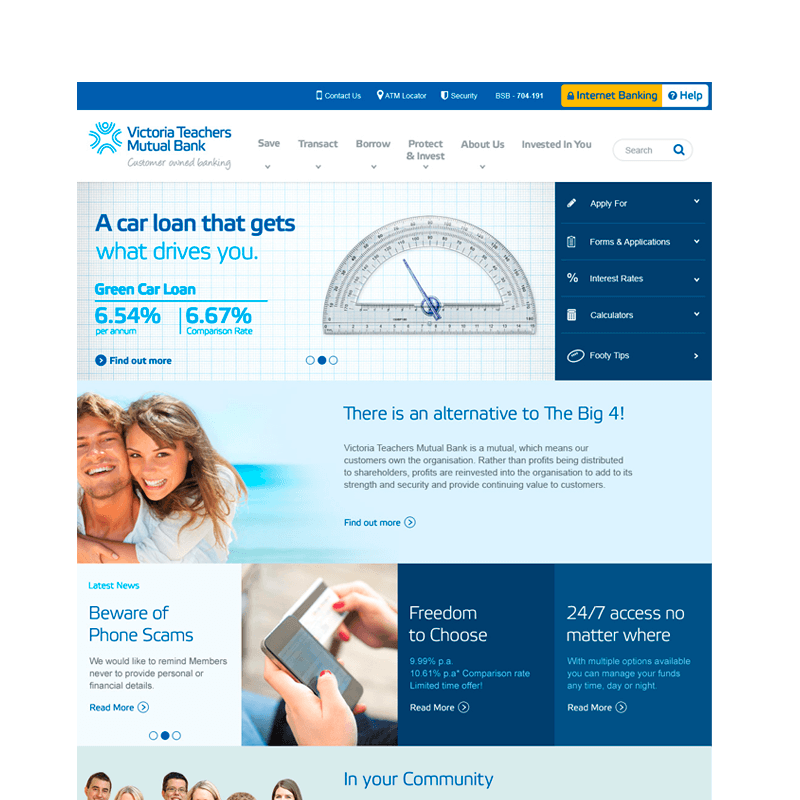 Contact Us
ATM Locator
Security
BSB - 704-191
Internet Banking
Help
Victoria Teachers
Mutual Bank
Customer owned banking
Save
Transact
Borrow
Protect
& Invest
About Us
Invested In You
Search
A car loan that gets
what drives you.
Green Car Loan
6.54%
per annum
6.67%
Comparison Rate
Find out more
Apply For
Forms & Applications
% Interest Rates
Calculators
Footy Tips
There is an alternative to The Big 4!
Victoria Teachers Mutual Bank is a mutual, which means our
customers own the organisation. Rather than profits being distributed
to shareholders, profits are reinvested into the organisation to add to its
strength and security and provide continuing value to customers.
Find out more
Latest News
Beware of
Phone Scams
We would like to remind Members
never to provide personal or
financial details.
Read More
Freedom
to Choose
9.99% p.a.
10.61% p.a* Comparison rate
Limited time offer!
Read More
24/7 access no
matter where
With multiple options available
you can manage your funds
any time, day or night.
Read More
In your Community